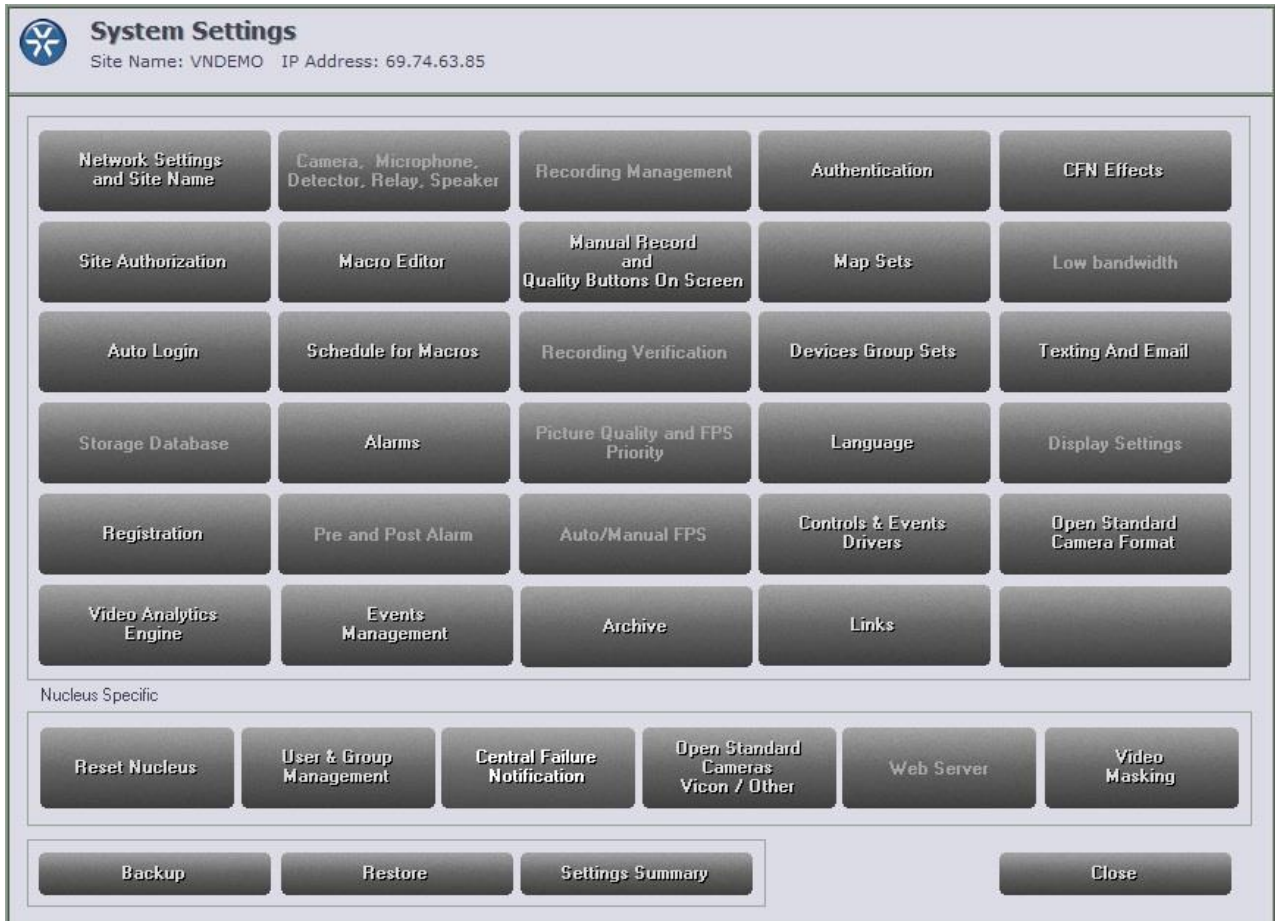 System Settings
Site Name: VNDEMO IP Address: 69.74.63.85
Network Settings
and Site Name
Camera, Microphone,
Detector, Relay, Speaker
Recording Management
Authentication
CFN Effects
Site Authorization
Macro Editor
Manual Record
and
Quality Buttons On Screen
Map Sets
Low bandwidth
Auto Login
Schedule for Macros
Recording Verification
Devices Group Sets
Texting And Email
Storage Database
Alarms
Picture Quality and FPS
Priority
Language
Display Settings
Registration
Pre and Post Alarm
Auto/Manual FPS
Controls & Events
Drivers
Open Standard
Camera Format
Video Analytics
Engine
Events
Management
Archive
Links
Nucleus Specific
Reset Nucleus
User & Group
Management
Central Failure
Notification
Open Standard
Cameras
Vicon / Other
Web Server
Video
Masking
Backup
Restore
Settings Summary
Close